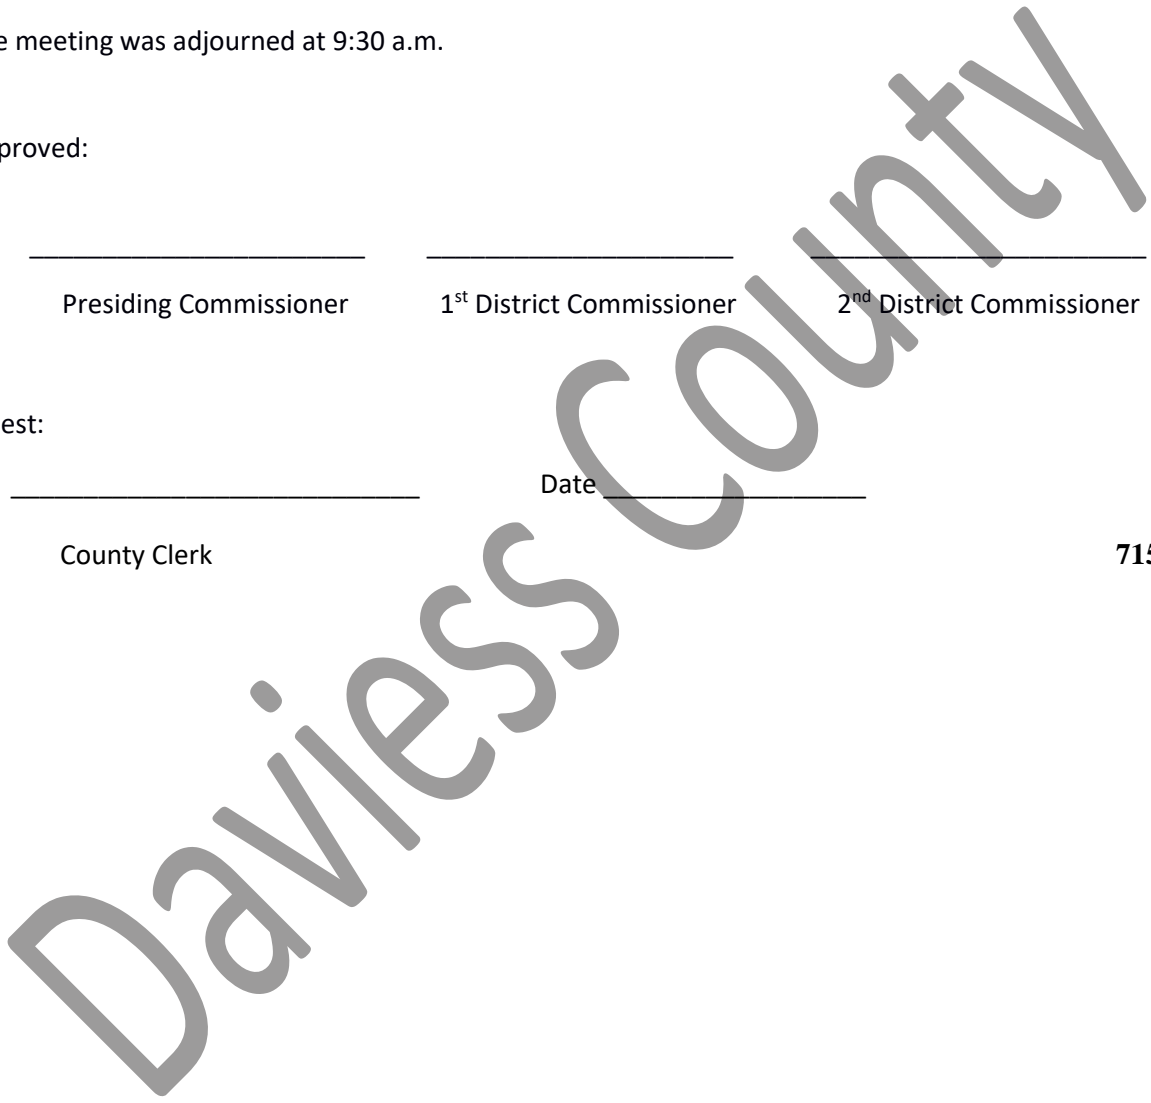 e meeting was adjourned at 9:30 a.m.
proved:
Presiding Commissioner 1st District Commissioner 2nd District Commissioner
est:
Date
County Clerk 715
Daviess County